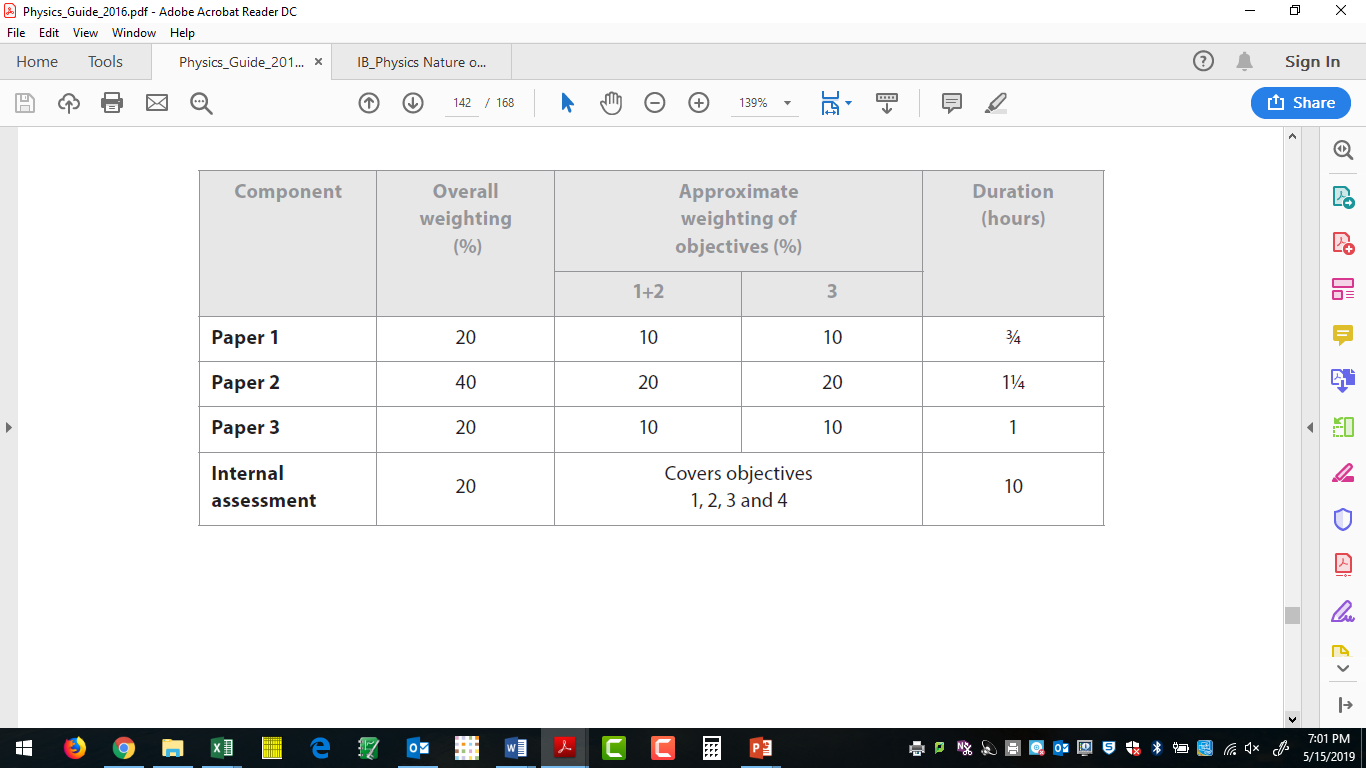 Physics_Guide_2016.pdf - Adobe Acrobat Reader DC
File Edit View Window Help
Home Tools Physics_Guide_201... × IB_Physics Nature o... Sign In
142 / 168 139% Share
Component Overall weighting (%) Approximate weighting of objectives (%) Duration (hours)
1+2 3
Paper 1 20 10 10 ¾
Paper 2 40 20 20 1¼
Paper 3 20 10 10 1
Internal assessment 20 Covers objectives 1, 2, 3 and 4 10
7:01 PM
5/15/2019